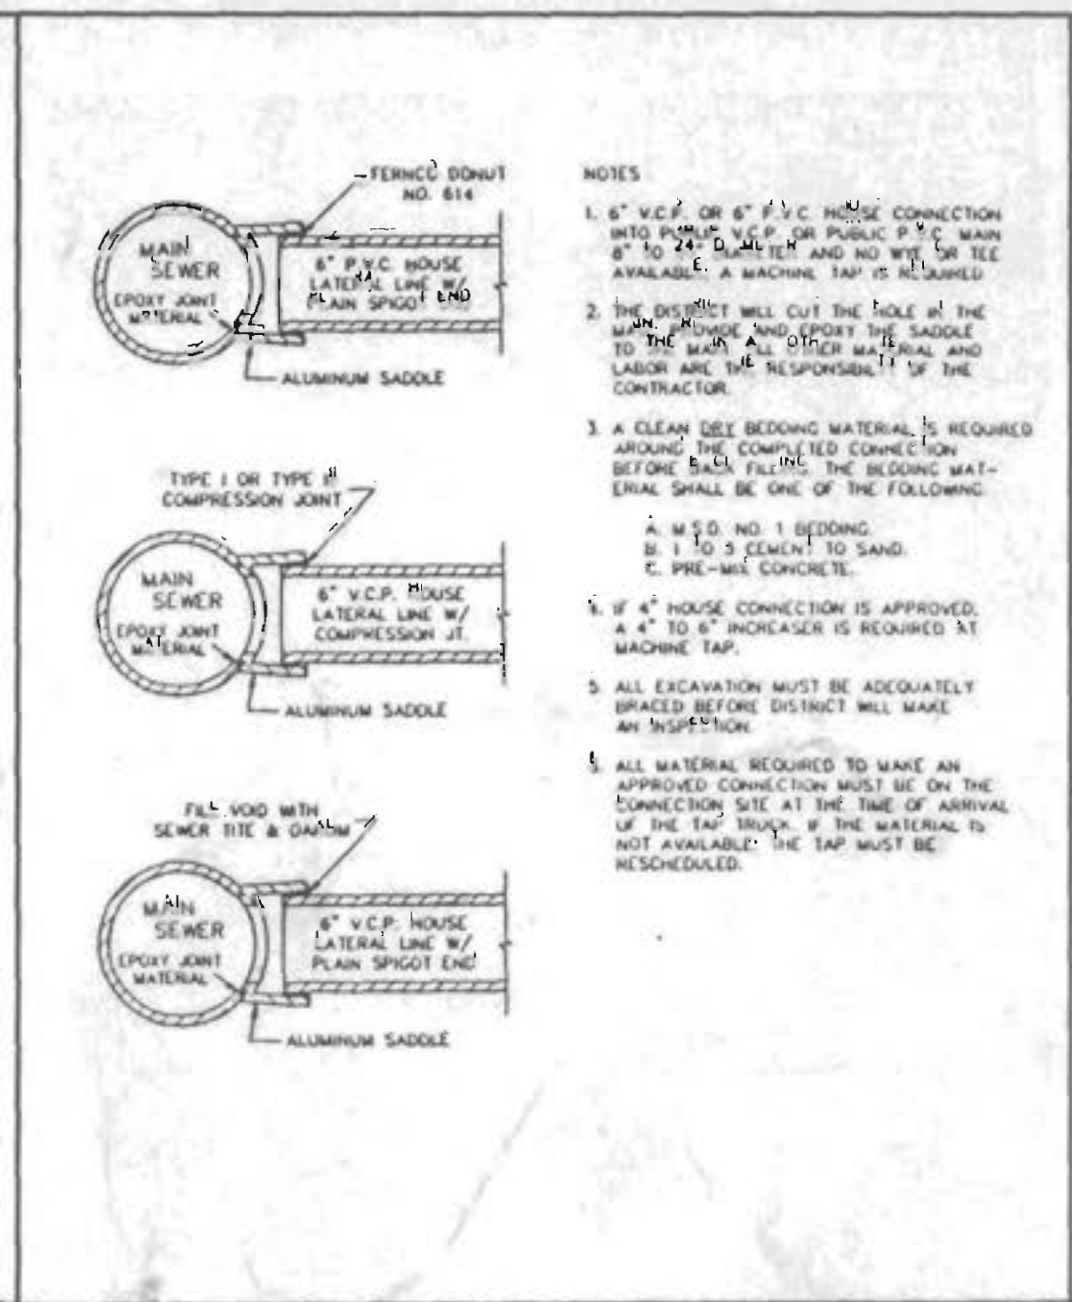 FERNCO DONUT
NO. 614
MAIN
SEWER
EPOXY JOINT
MATERIAL
6" P.V.C. HOUSE
LATERAL LINE W/
PLAIN SPIGOT END
ALUMINUM SADDLE
TYPE I OR TYPE II
COMPRESSION JOINT
MAIN
SEWER
EPOXY JOINT
MATERIAL
6" V.C.P. HOUSE
LATERAL LINE W/
COMPRESSION JT.
ALUMINUM SADDLE
FILL VOID WITH
SEWER TITE &
MAIN
SEWER
EPOXY JOINT
MATERIAL
6" V.C.P. HOUSE
LATERAL LINE W/
PLAIN SPIGOT END
ALUMINUM SADDLE
NOTES
1. 6" V.C.P. OR 6" P.V.C. HOUSE CONNECTION
INTO PUBLIC V.C.P. OR PUBLIC P.V.C. MAIN
8" TO 24" DIAMETER AND NO WYE OR TEE
AVAILABLE. A MACHINE TAP IS REQUIRED
2. THE DISTRICT WILL CUT THE HOLE IN THE
MAIN, PROVIDE AND EPOXY THE SADDLE
TO THE MAIN. ALL OTHER MATERIAL AND
LABOR ARE THE RESPONSIBILITY OF THE
CONTRACTOR.
3. A CLEAN DRY BEDDING MATERIAL IS REQUIRED
AROUND THE COMPLETED CONNECTION
BEFORE BACK FILLING. THE BEDDING MAT-
ERIAL SHALL BE ONE OF THE FOLLOWING
A. M.S.D. NO. 1 BEDDING.
B. 1 TO 5 CEMENT TO SAND.
C. PRE-MIX CONCRETE.
4. IF 4" HOUSE CONNECTION IS APPROVED,
A 4" TO 6" INCREASER IS REQUIRED AT
MACHINE TAP.
5. ALL EXCAVATION MUST BE ADEQUATELY
BRACED BEFORE DISTRICT WILL MAKE
AN INSPECTION.
ALL MATERIAL REQUIRED TO MAKE AN
APPROVED CONNECTION MUST BE ON THE
CONNECTION SITE AT THE TIME OF ARRIVAL
OF THE TAP TRUCK. IF THE MATERIAL IS
NOT AVAILABLE, THE TAP MUST BE
RESCHEDULED.